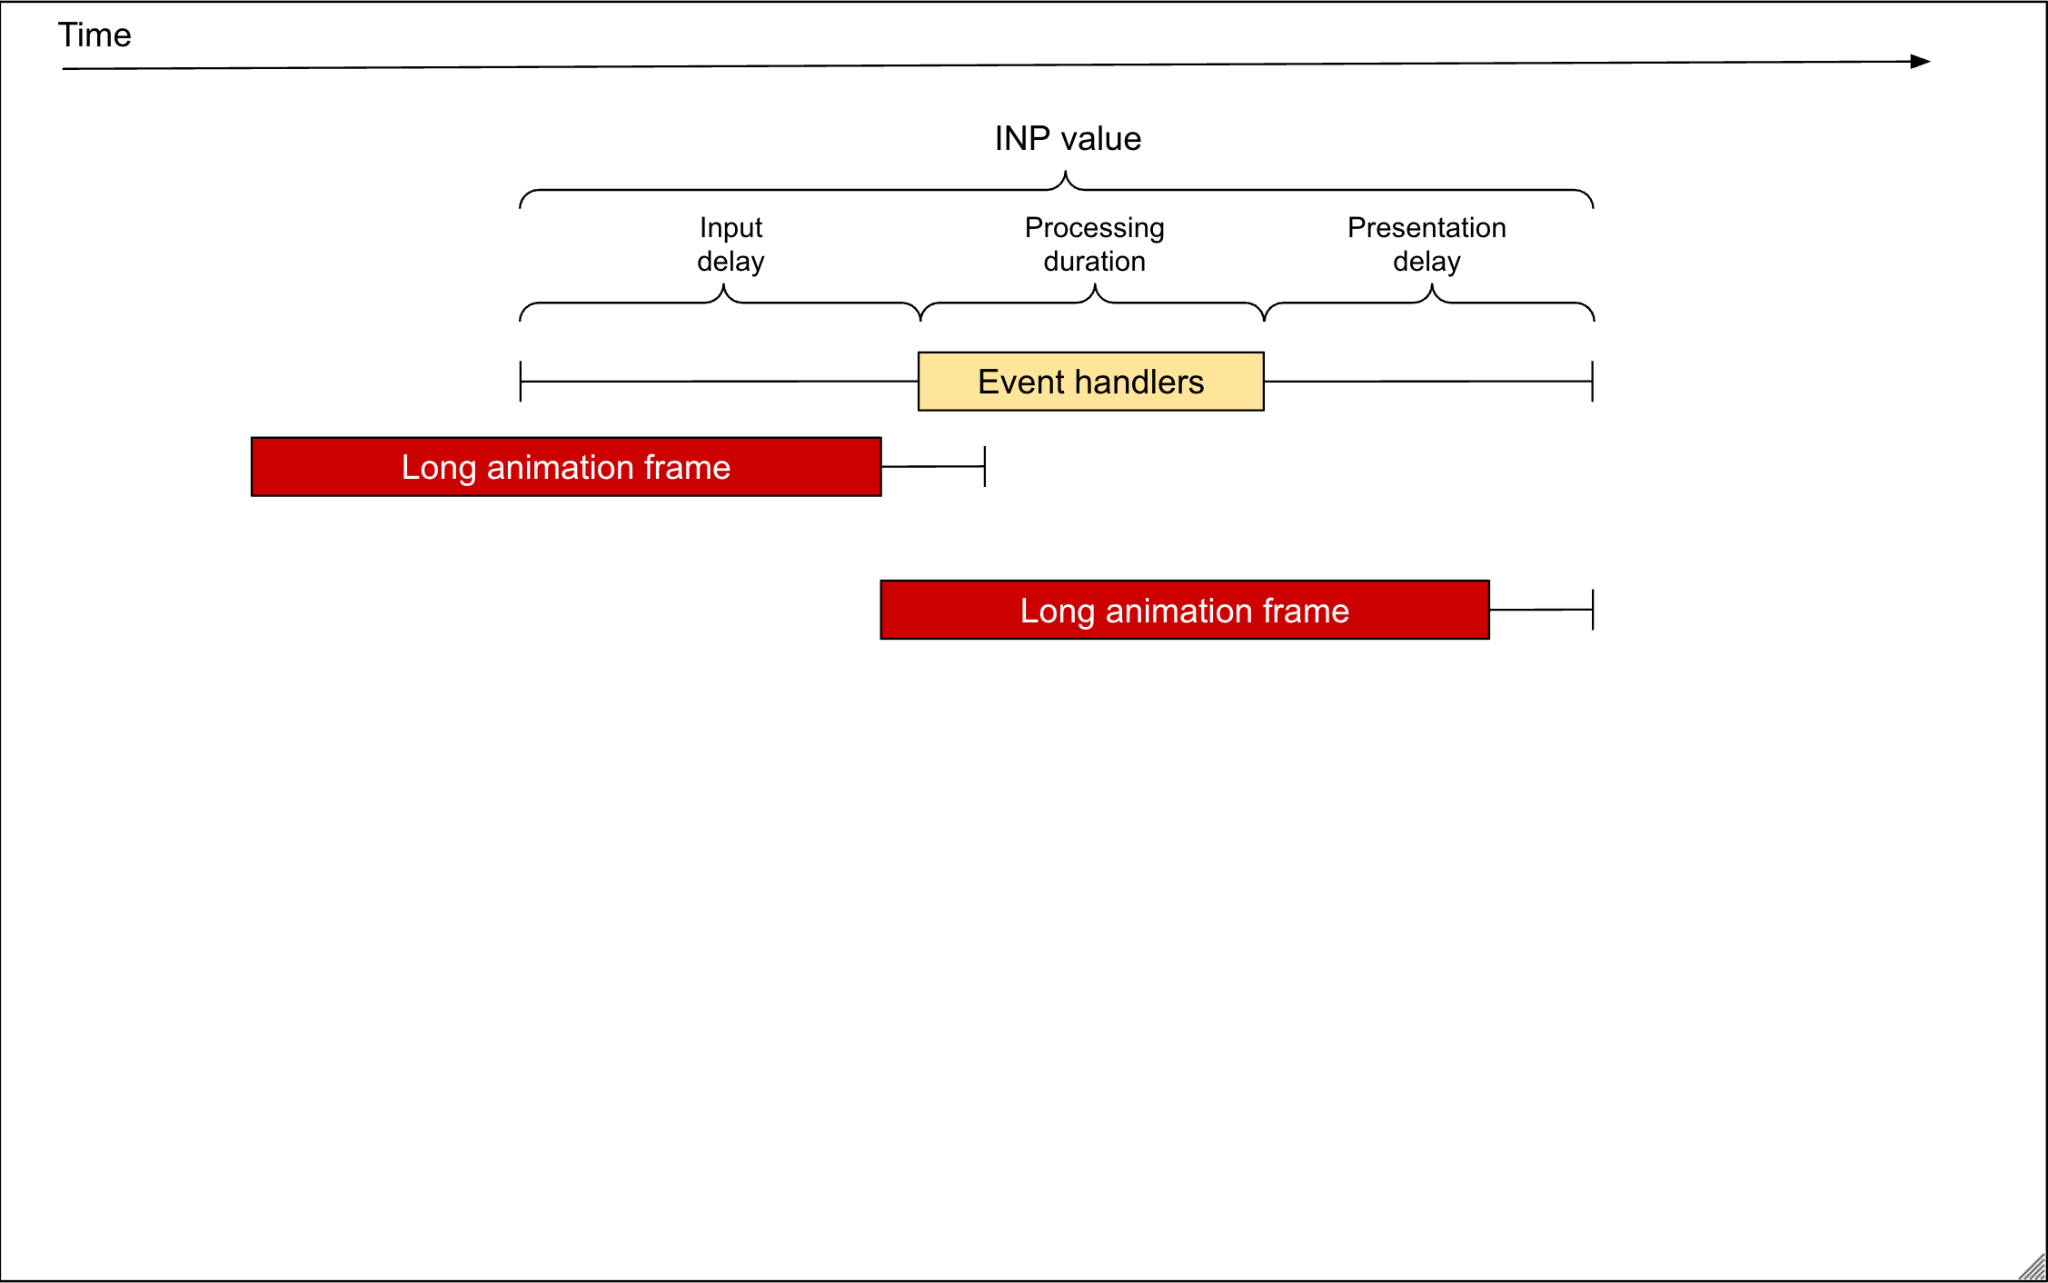 Time
INP value
Input
delay
Processing
duration
Presentation
delay
Event handlers
Long animation frame
Long animation frame